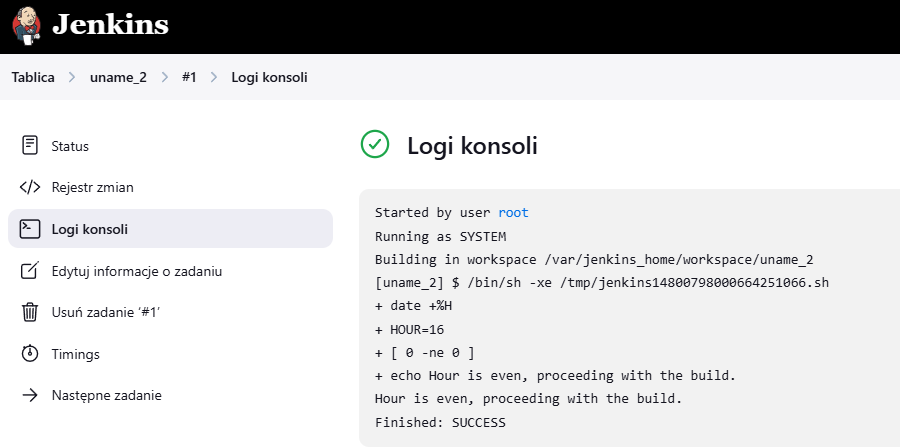 Jenkins
Tablica > uname_2 > #1 > Logi konsoli
Status
Rejestr zmian
Logi konsoli
Edytuj informacje o zadaniu
Usuń zadanie ‘#1’
Timings
Następne zadanie
Logi konsoli
Started by user root
Running as SYSTEM
Building in workspace /var/jenkins_home/workspace/uname_2
[uname_2] $ /bin/sh -xe /tmp/jenkins14800798000664251066.sh
+ date +%H
+ HOUR=16
+ [ 0 -ne 0 ]
+ echo Hour is even, proceeding with the build.
Hour is even, proceeding with the build.
Finished: SUCCESS